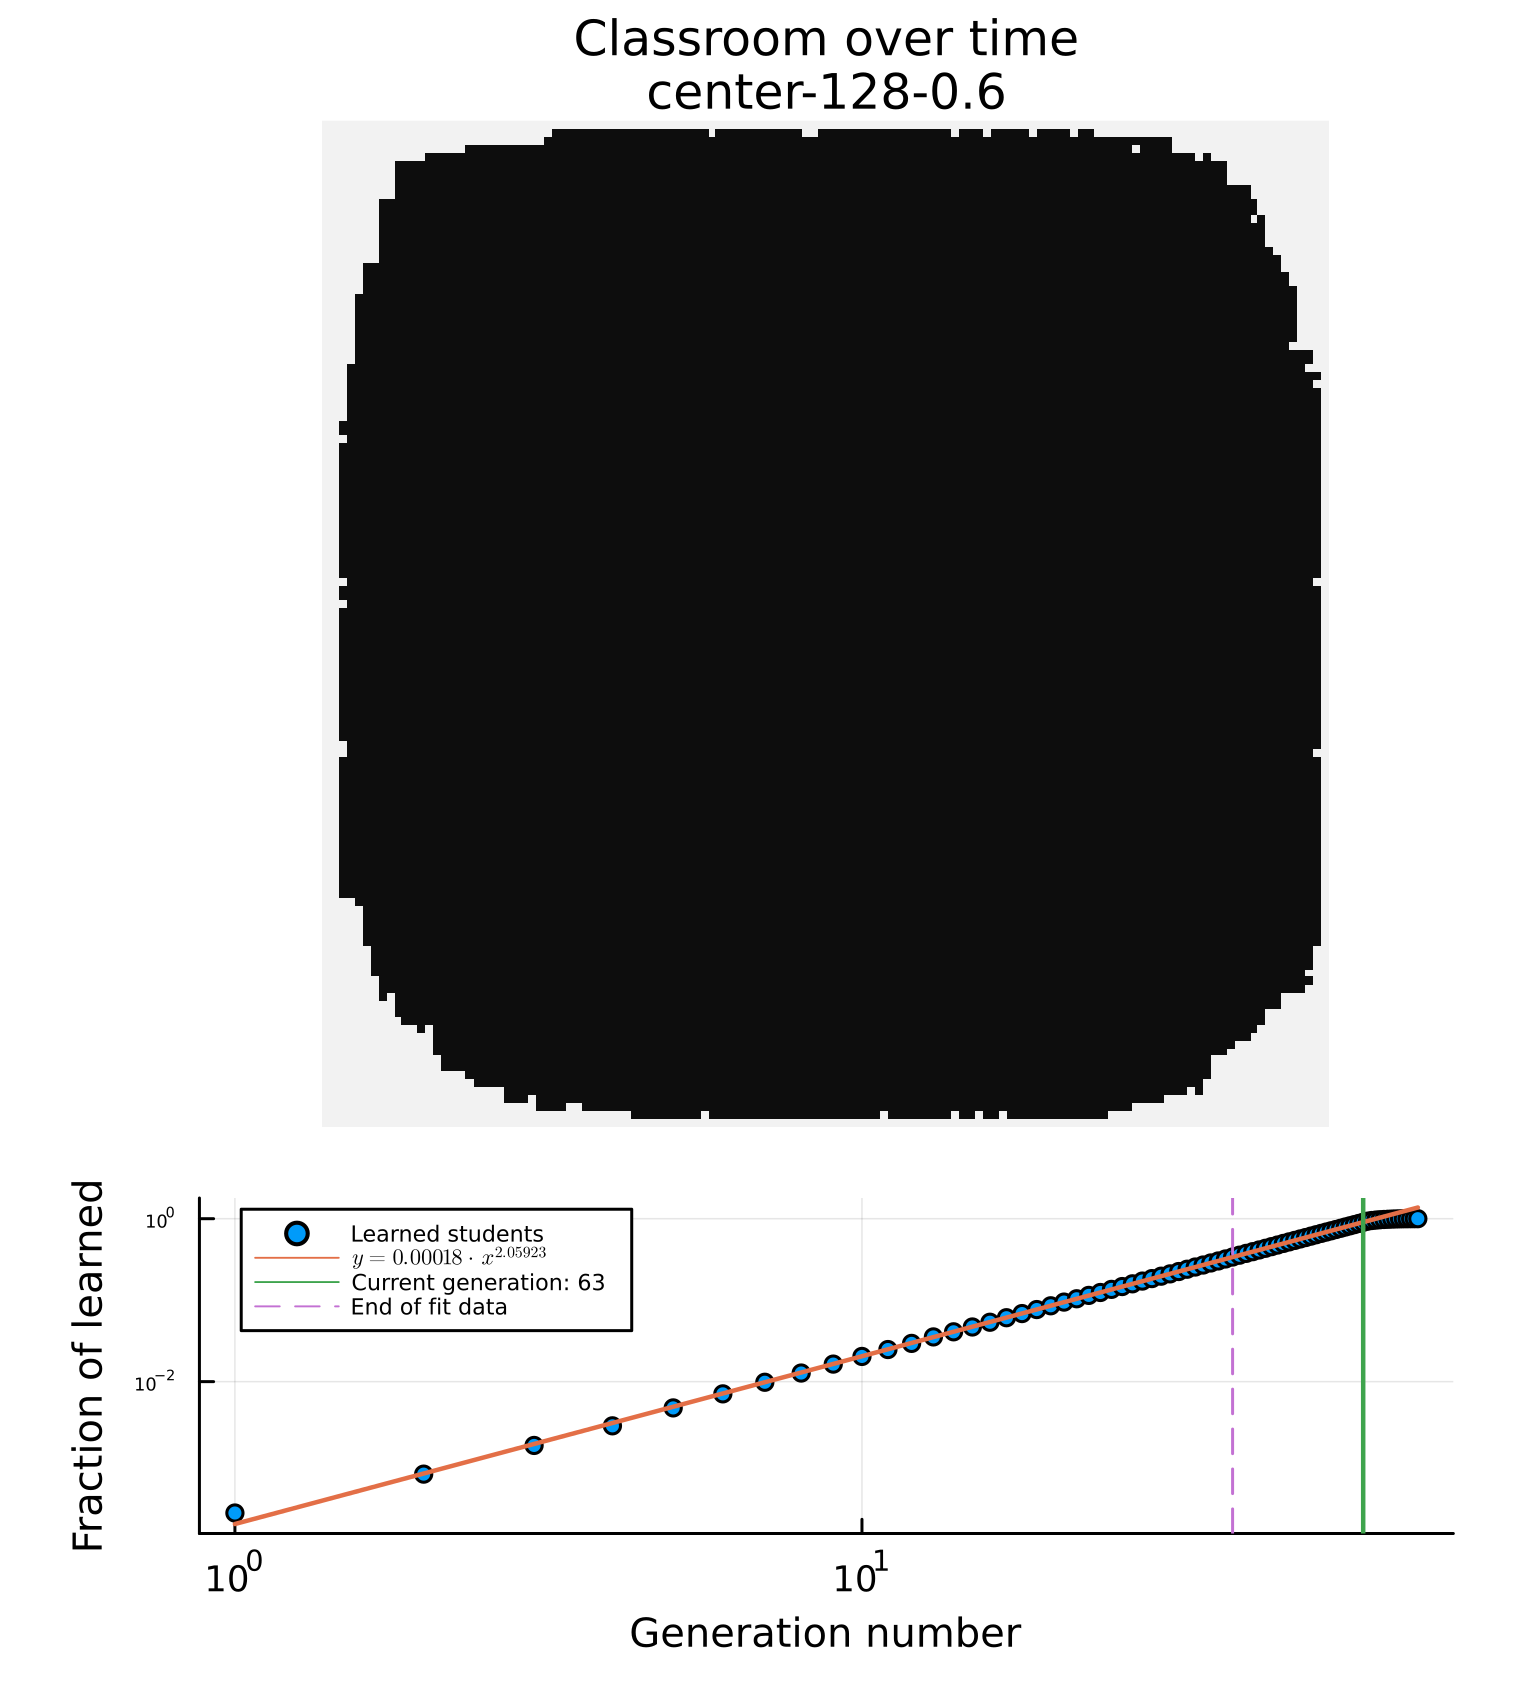 Classroom over time
center-128-0.6
Fraction of learned
10^0
10^-2
Learned students
y = 0.00018 · x^2.05923
Current generation: 63
End of fit data
10^0
10^1
Generation number